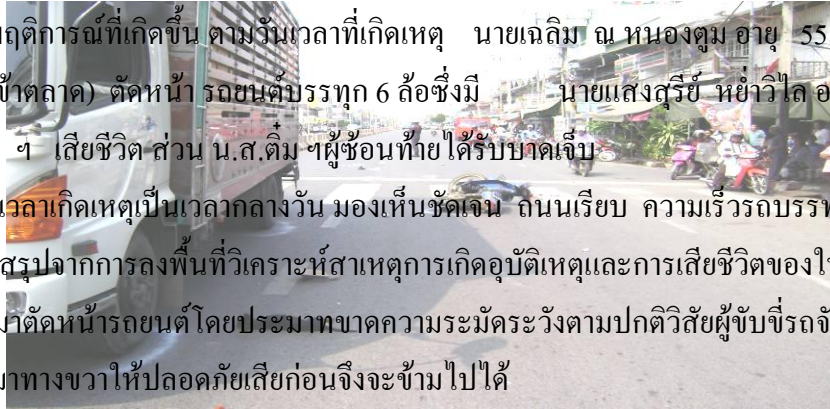 ฤติการณ์ที่เกิดขึ้น ตามวันเวลาที่เกิดเหตุ นายเฉลิม ณ หนองตูม อายุ 55
ข้าตลาด) ตัดหน้า รถยนต์บรรทุก 6 ล้อซึ่งมี นายแสงสุรีย์ หย่ำวิไล อ
ฯ เสียชีวิต ส่วน น.ส.ติ๋ม ฯผู้ซ้อนท้ายได้รับบาดเจ็บ
วลาเกิดเหตุเป็นเวลากลางวัน มองเห็นชัดเจน ถนนเรียบ ความเร็วรถบรรท
สรุปจากการลงพื้นที่วิเคราะห์สาเหตุการเกิดอุบัติเหตุและการเสียชีวิตของใ
มาตัดหน้ารถยนต์โดยประมาทขาดความระมัดระวังตามปกติวิสัยผู้ขับขี่รถจั
มาทางขวาให้ปลอดภัยเสียก่อนจึงจะข้ามไปได้